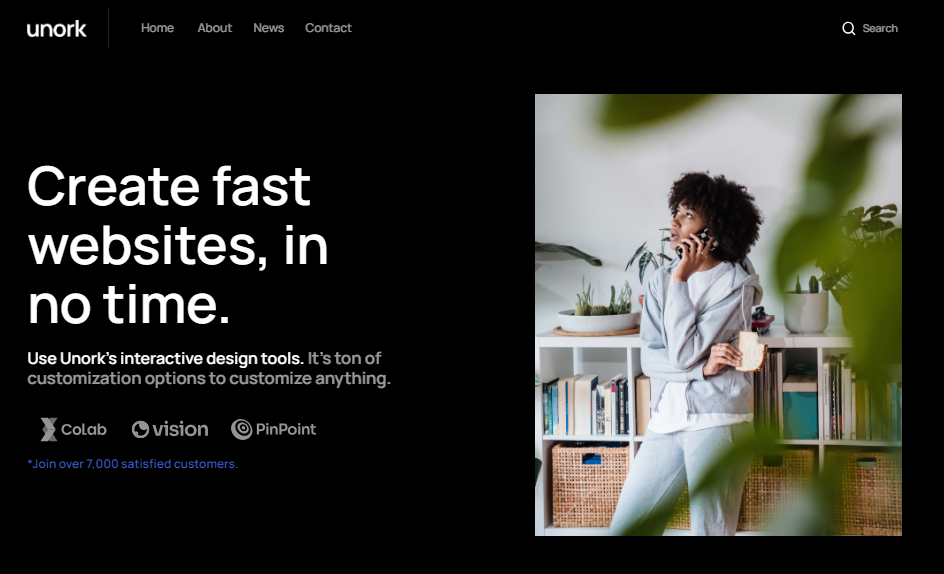 unork
Home About News Contact
Search
Create fast
websites, in
no time.
Use Unork's interactive design tools. It's ton of
customization options to customize anything.
Colab vision PinPoint
*Join over 7,000 satisfied customers.